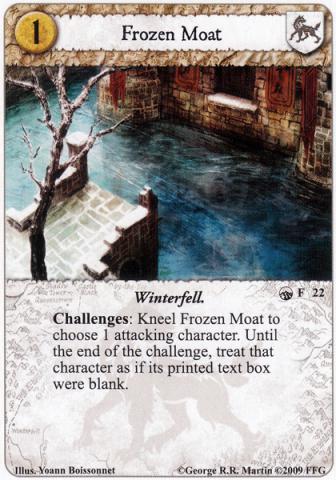 1
Frozen Moat
Winterfell.
F 22
Challenges: Kneel Frozen Moat to
choose 1 attacking character. Until
the end of the challenge, treat that
character as if its printed text box
were blank.
Winterfell
Illus. Yoann Boissonnet
©George R.R. Martin ©2009 FFG